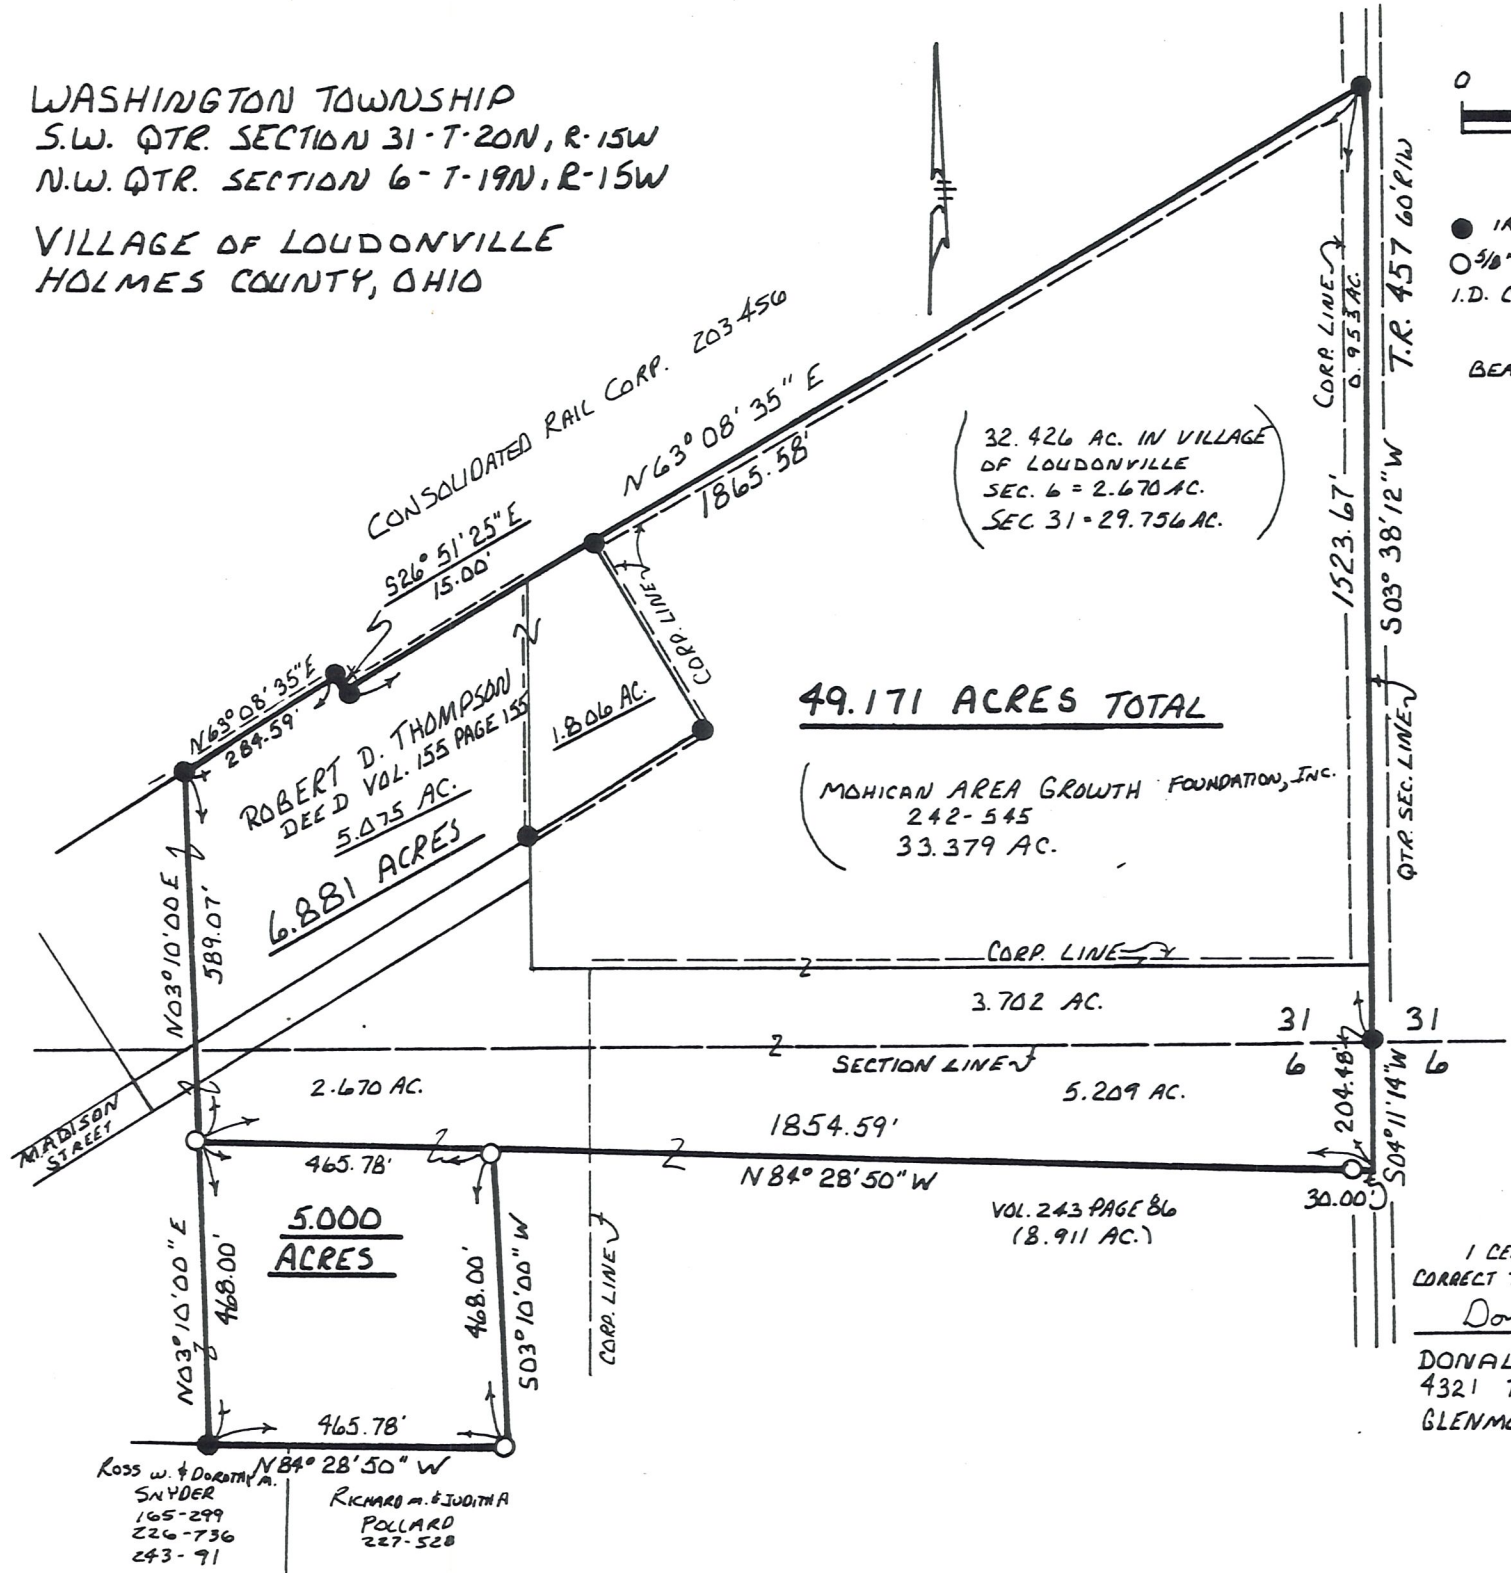 WASHINGTON TOWNSHIP
S.W. QTR. SECTION 31-T-20N, R-15W
N.W. QTR. SECTION 6-T-19N, R-15W
VILLAGE OF LOUDONVILLE
HOLMES COUNTY, OHIO
0
5/8"
I.D.
CONSOLIDATED RAIL CORP. 203-456
N63°08'35"E
1865.58'
CORP. LINE
0.953 AC.
T.R. 457 60'R/W
S26°51'25"E
15.00'
32.426 AC. IN VILLAGE
OF LOUDONVILLE
SEC. 6 = 2.670 AC.
SEC 31 = 29.756 AC.
1523.67'
S03°38'12"W
CORP. LINE
N63°08'35"E
284.59'
ROBERT D. THOMPSON
DEED VOL. 155 PAGE 155
5.075 AC.
6.881 ACRES
1.806 AC.
49.171 ACRES TOTAL
MOHICAN AREA GROWTH FOUNDATION, INC.
242-545
33.379 AC.
QTR. SEC. LINE
N03°10'00"E
589.07'
CORP. LINE
3.702 AC.
31
31
SECTION LINE
6
6
2.670 AC.
5.209 AC.
204.48'
S04°11'14"W
MADISON
STREET
1854.59'
465.78'
N84°28'50"W
30.00'
VOL. 243 PAGE 86
(8.911 AC.)
5.000
ACRES
N03°10'00"E
468.00'
468.00'
S03°10'00"W
CORP. LINE
465.78'
N84°28'50"W
ROSS W. & DOROTHY M.
SNYDER
165-299
226-736
243-91
RICHARD M. & JUDITH A
POLLARD
227-528
I CE
CORRECT
DONAL
4321
GLENMO